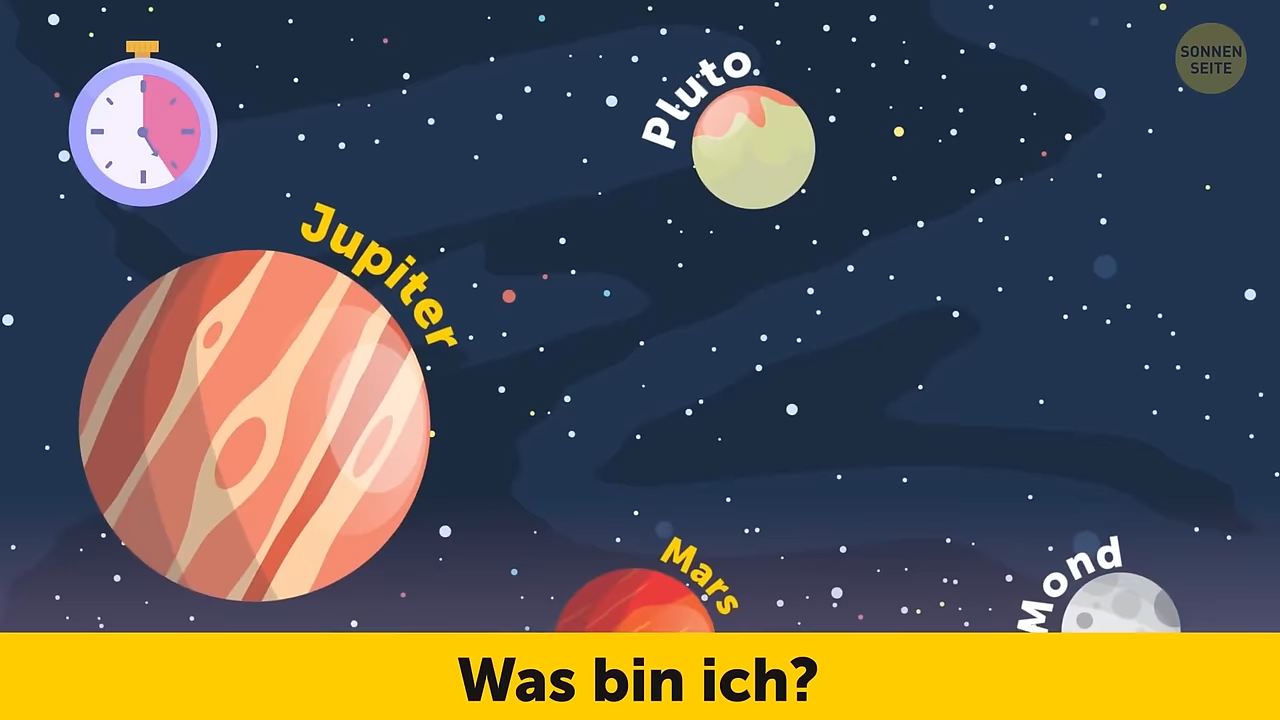 Pluto
SONNEN
SEITE
Jupiter
Mars
Mond
Was bin ich?